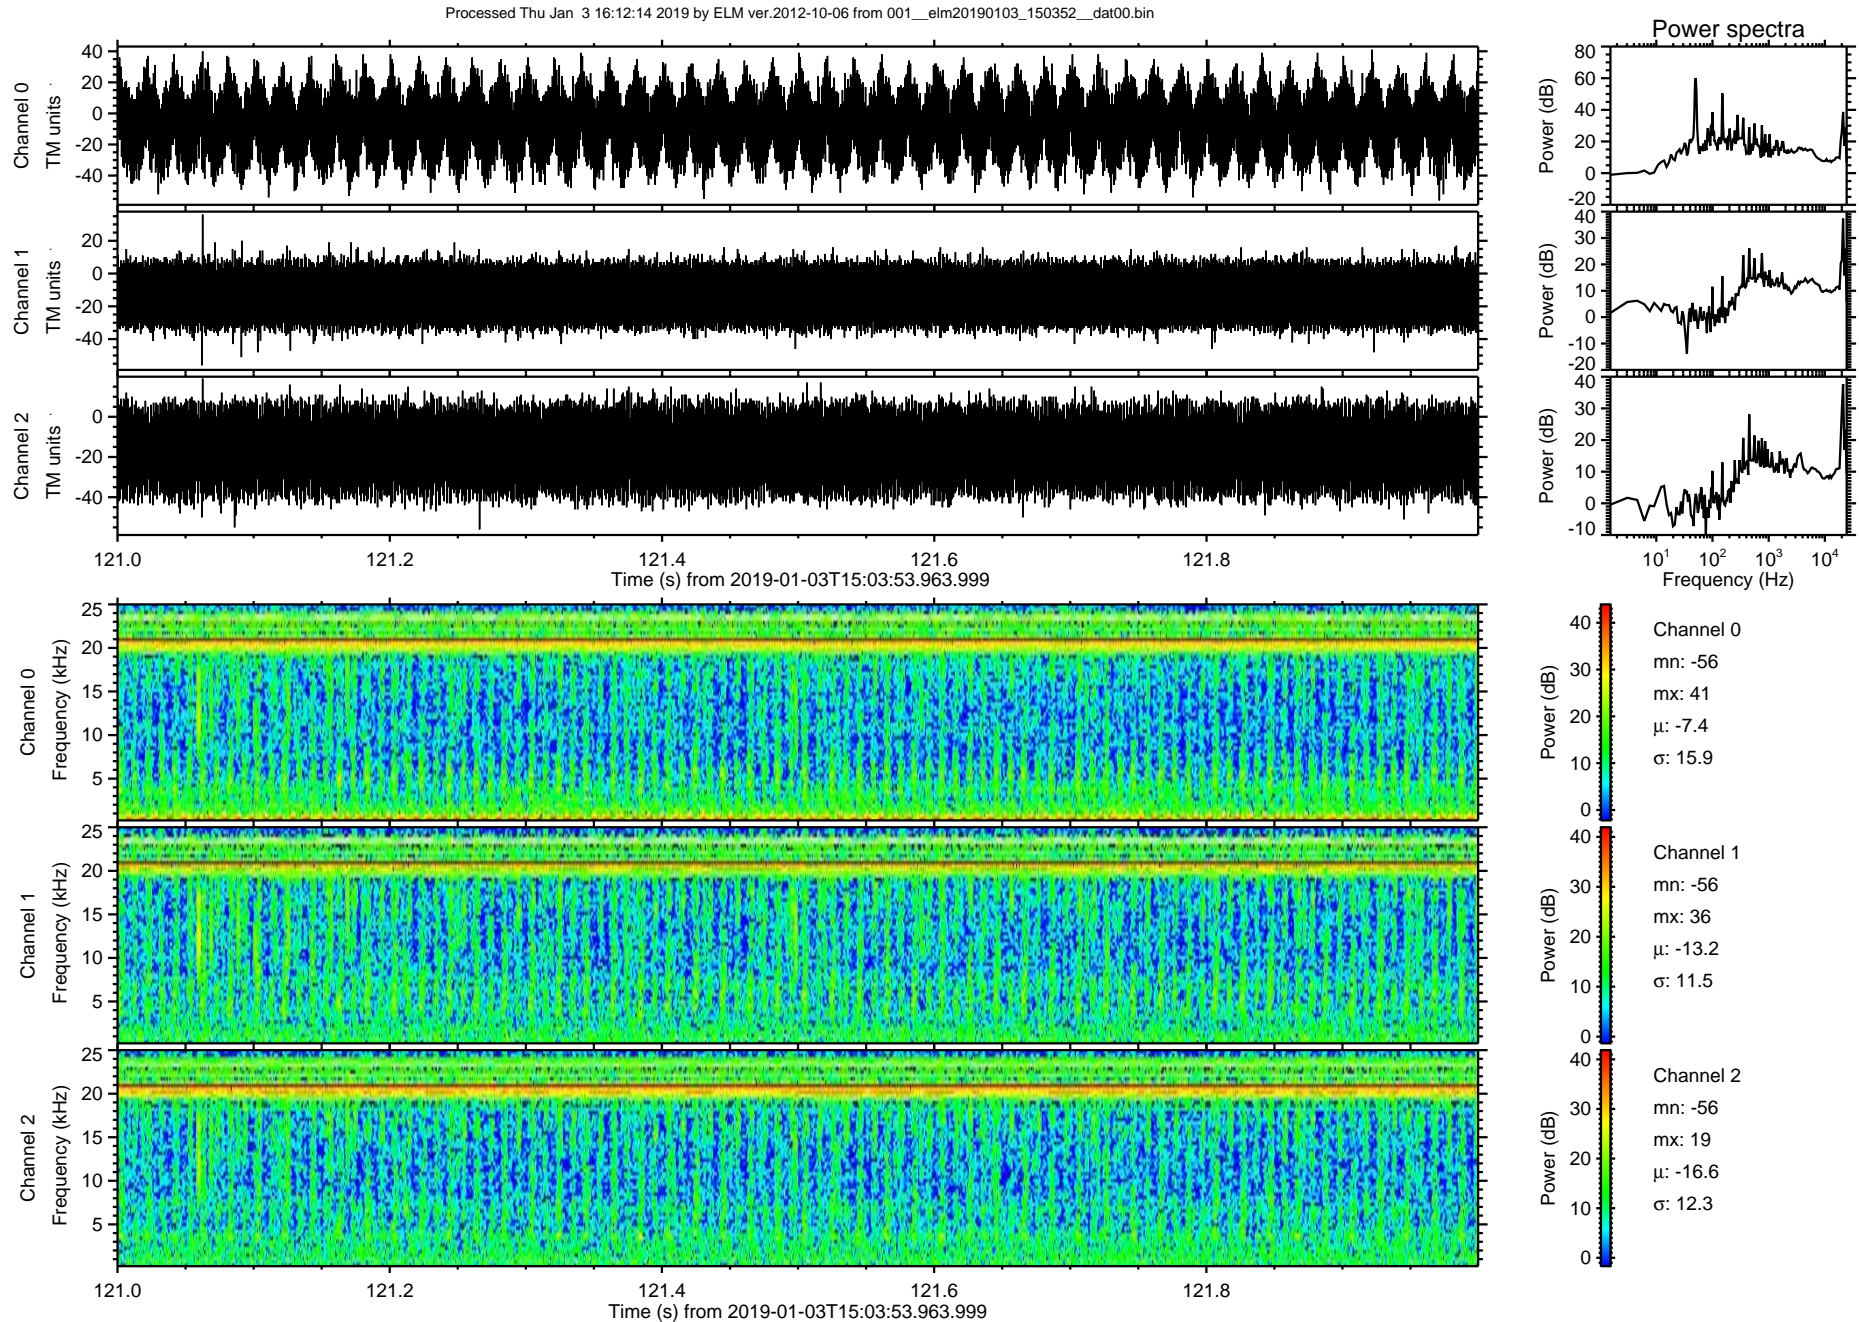 Processed Thu Jan  3 16:12:14 2019 by ELM ver.2012-10-06 from 001__elm20190103_150352__dat00.bin
Power spectra
Channel 0
TM units
40
20
0
-20
-40
Power (dB)
80
60
40
20
0
-20
Channel 1
TM units
20
0
-20
-40
Power (dB)
40
30
20
10
0
-10
-20
Channel 2
TM units
0
-20
-40
Power (dB)
40
30
20
10
0
-10
121.0
121.2
121.4
121.6
121.8
Time (s) from 2019-01-03T15:03:53.963.999
10¹
10²
10³
10⁴
Frequency (Hz)
Channel 0
Frequency (kHz)
25
20
15
10
5
Power (dB)
40
30
20
10
0
Channel 0
mn: -56
mx: 41
μ: -7.4
σ: 15.9
Channel 1
Frequency (kHz)
25
20
15
10
5
Power (dB)
40
30
20
10
0
Channel 1
mn: -56
mx: 36
μ: -13.2
σ: 11.5
Channel 2
Frequency (kHz)
25
20
15
10
5
Power (dB)
40
30
20
10
0
Channel 2
mn: -56
mx: 19
μ: -16.6
σ: 12.3
121.0
121.2
121.4
121.6
121.8
Time (s) from 2019-01-03T15:03:53.963.999